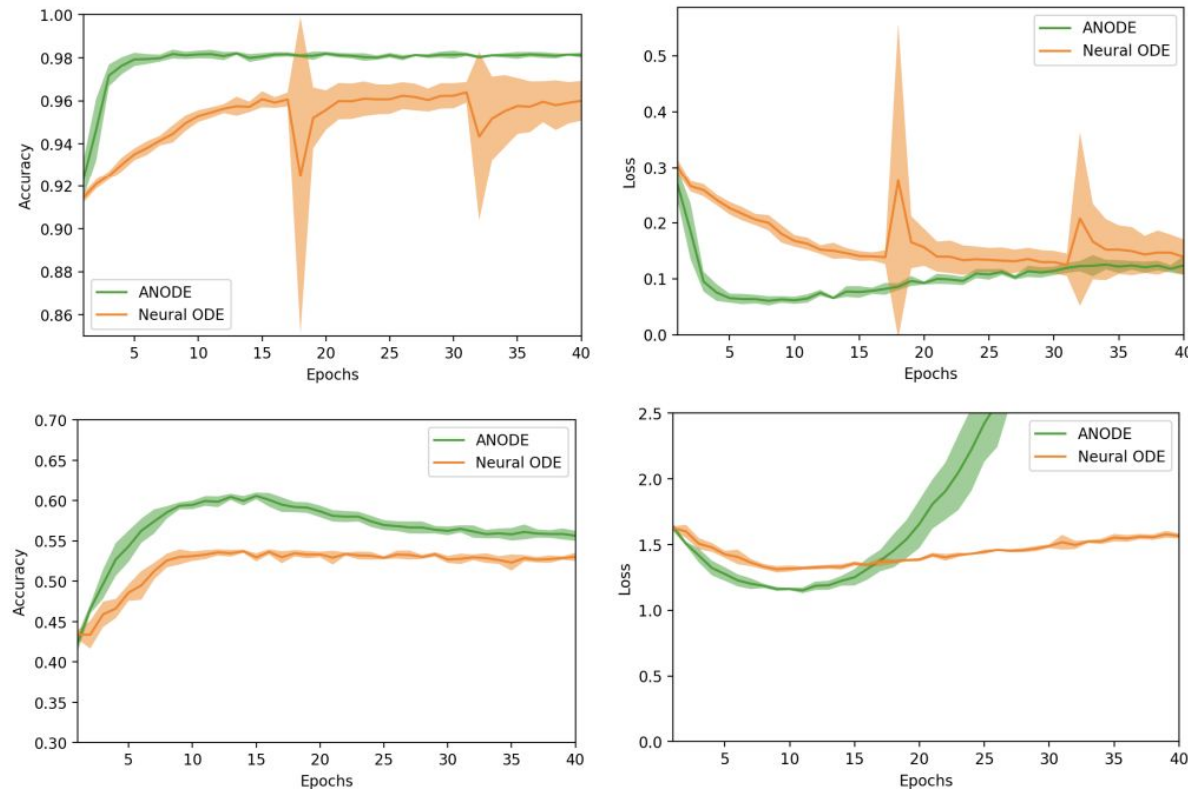 1.00
0.98
0.96
0.94
0.92
0.90
0.88
0.86
Accuracy
ANODE
Neural ODE
5 10 15 20 25 30 35 40
Epochs
0.5
0.4
0.3
0.2
0.1
0.0
Loss
ANODE
Neural ODE
5 10 15 20 25 30 35 40
Epochs
0.70
0.65
0.60
0.55
0.50
0.45
0.40
0.35
0.30
Accuracy
ANODE
Neural ODE
5 10 15 20 25 30 35 40
Epochs
2.5
2.0
1.5
1.0
0.5
0.0
Loss
ANODE
Neural ODE
5 10 15 20 25 30 35 40
Epochs